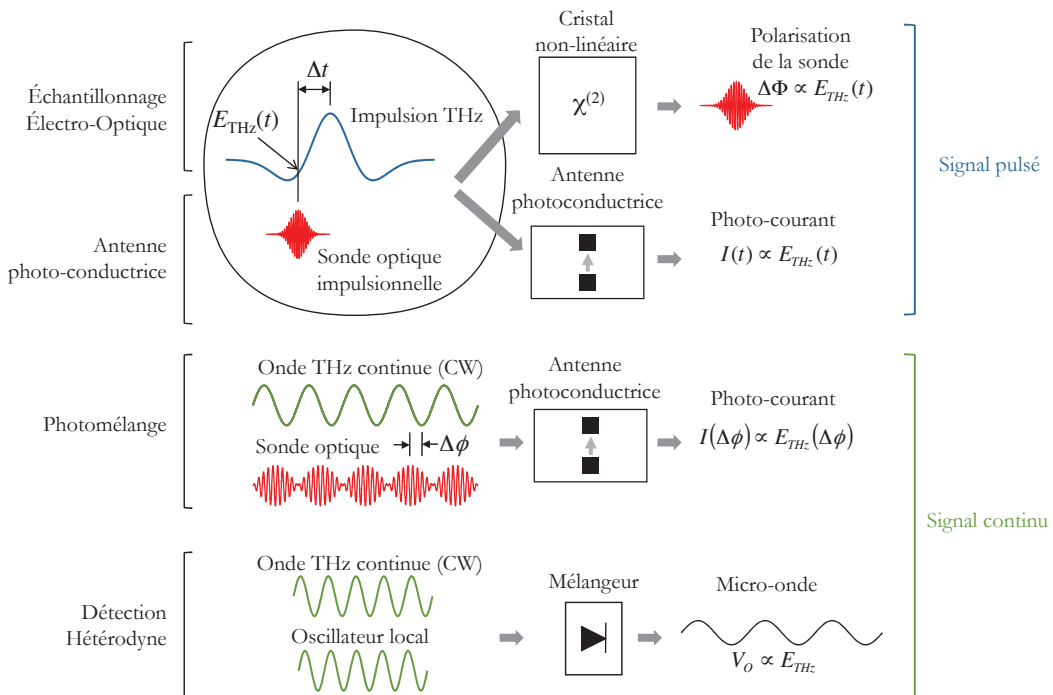 Échantillonnage
Électro-Optique
Δt
E_THz(t)
Impulsion THz
Sonde optique
impulsionnelle
Cristal
non-linéaire
χ⁽²⁾
Polarisation
de la sonde
ΔΦ ∝ E_THz(t)
Antenne
photo-conductrice
Antenne
photoconductrice
Photo-courant
I(t) ∝ E_THz(t)
Signal pulsé
Photomélange
Onde THz continue (CW)
Sonde optique
Δϕ
Antenne
photoconductrice
Photo-courant
I(Δϕ) ∝ E_THz(Δϕ)
Signal continu
Détection
Hétérodyne
Onde THz continue (CW)
Oscillateur local
Mélangeur
Micro-onde
V_O ∝ E_THz